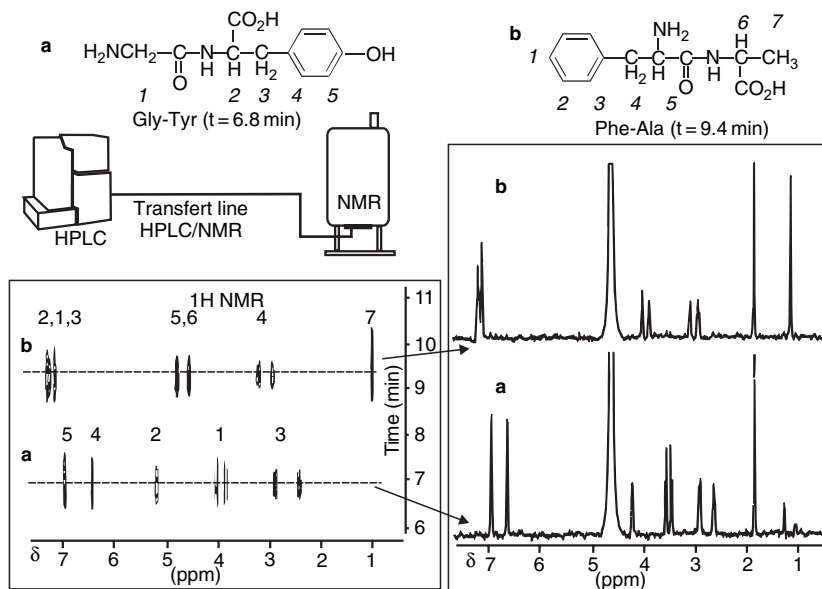 a
CO₂H
H₂NCH₂ C N C C OH
O H H H₂
1 2 3 4 5
Gly-Tyr (t = 6.8 min)
b
NH₂ 6 7
1 H
C C C N C CH₃
H₂ H O H
CO₂H
2 3 4 5
Phe-Ala (t = 9.4 min)
HPLC
Transfert line
HPLC/NMR
NMR
1H NMR
2,1,3 5,6 4 7
b
5 4 2 1 3
a
11
10
9
8
7
6
Time (min)
δ 7 6 5 4 3 2 1
(ppm)
b
a
δ 7 6 5 4 3 2 1
(ppm)